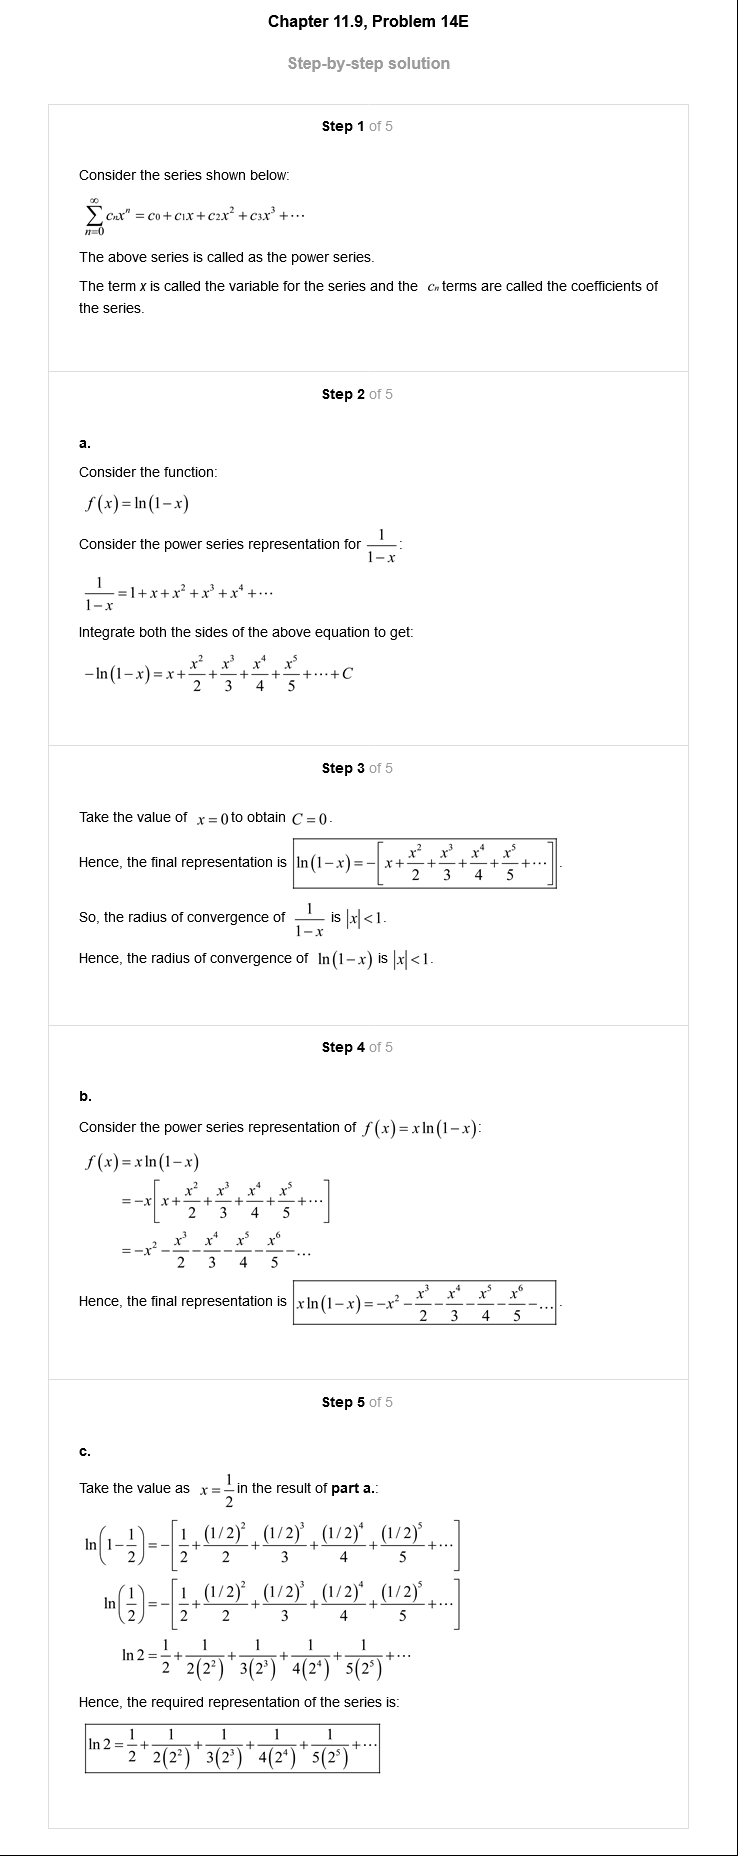 Chapter 11.9, Problem 14E
Step-by-step solution
Step 1 of 5
Consider the series shown below:
$\sum_{n=0}^{\infty} c_n x^n = c_0 + c_1 x + c_2 x^2 + c_3 x^3 + \cdots$
The above series is called as the power series.
The term x is called the variable for the series and the $c_n$ terms are called the coefficients of
the series.
Step 2 of 5
a.
Consider the function:
$f(x) = \ln(1-x)$
Consider the power series representation for $\frac{1}{1-x}$:
$\frac{1}{1-x} = 1 + x + x^2 + x^3 + x^4 + \cdots$
Integrate both the sides of the above equation to get:
$-\ln(1-x) = x + \frac{x^2}{2} + \frac{x^3}{3} + \frac{x^4}{4} + \frac{x^5}{5} + \cdots + C$
Step 3 of 5
Take the value of $x = 0$ to obtain $C = 0$.
Hence, the final representation is $\ln(1-x) = -\left[x + \frac{x^2}{2} + \frac{x^3}{3} + \frac{x^4}{4} + \frac{x^5}{5} + \cdots\right]$.
So, the radius of convergence of $\frac{1}{1-x}$ is $|x| < 1$.
Hence, the radius of convergence of $\ln(1-x)$ is $|x| < 1$.
Step 4 of 5
b.
Consider the power series representation of $f(x) = x\ln(1-x)$:
$f(x) = x\ln(1-x)$
$= -x\left[x + \frac{x^2}{2} + \frac{x^3}{3} + \frac{x^4}{4} + \frac{x^5}{5} + \cdots\right]$
$= -x^2 - \frac{x^3}{2} - \frac{x^4}{3} - \frac{x^5}{4} - \frac{x^6}{5} - \ldots$
Hence, the final representation is $x\ln(1-x) = -x^2 - \frac{x^3}{2} - \frac{x^4}{3} - \frac{x^5}{4} - \frac{x^6}{5} - \ldots$.
Step 5 of 5
c.
Take the value as $x = \frac{1}{2}$ in the result of part a.:
$\ln\left(1-\frac{1}{2}\right) = -\left[\frac{1}{2} + \frac{(1/2)^2}{2} + \frac{(1/2)^3}{3} + \frac{(1/2)^4}{4} + \frac{(1/2)^5}{5} + \cdots\right]$
$\ln\left(\frac{1}{2}\right) = -\left[\frac{1}{2} + \frac{(1/2)^2}{2} + \frac{(1/2)^3}{3} + \frac{(1/2)^4}{4} + \frac{(1/2)^5}{5} + \cdots\right]$
$\ln 2 = \frac{1}{2} + \frac{1}{2(2^2)} + \frac{1}{3(2^3)} + \frac{1}{4(2^4)} + \frac{1}{5(2^5)} + \cdots$
Hence, the required representation of the series is:
$\ln 2 = \frac{1}{2} + \frac{1}{2(2^2)} + \frac{1}{3(2^3)} + \frac{1}{4(2^4)} + \frac{1}{5(2^5)} + \cdots$